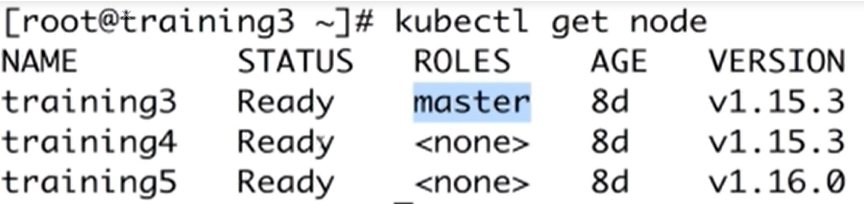 [root@training3 ~]# kubectl get node
NAME STATUS ROLES AGE VERSION
training3 Ready master 8d v1.15.3
training4 Ready <none> 8d v1.15.3
training5 Ready <none> 8d v1.16.0